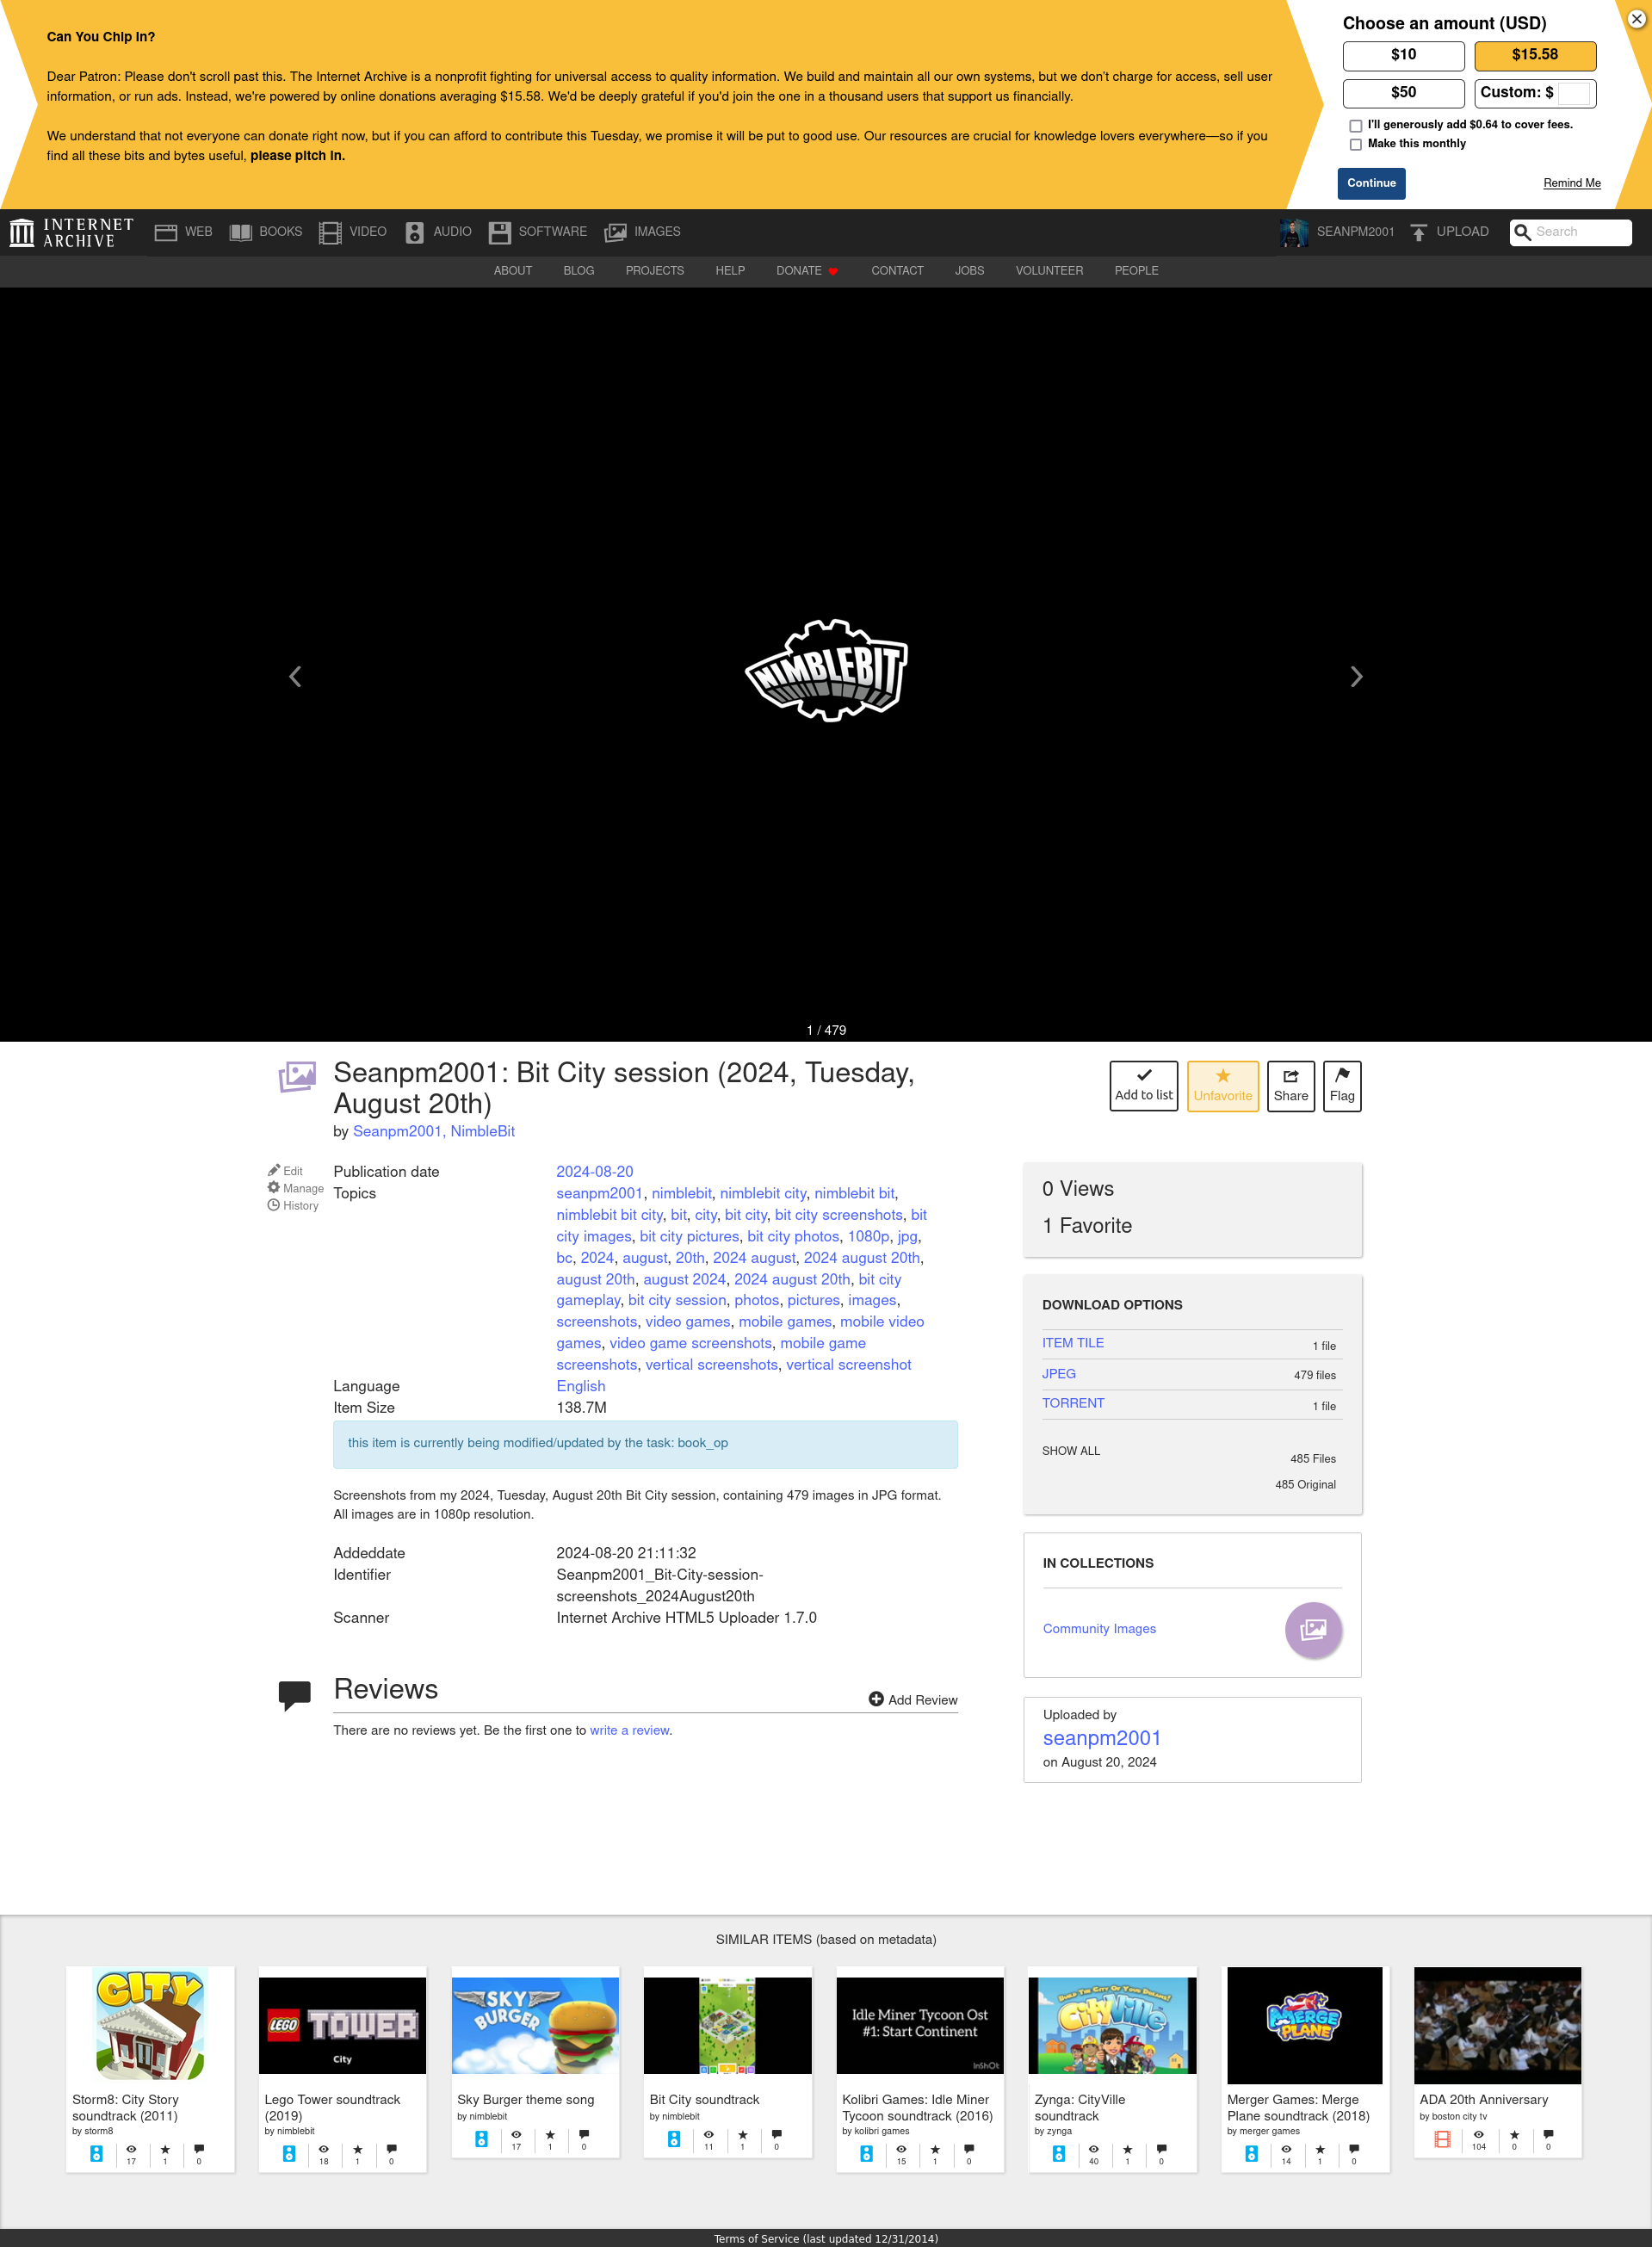 Can You Chip In?
Dear Patron: Please don't scroll past this. The Internet Archive is a nonprofit fighting for universal access to quality information. We build and maintain all our own systems, but we don’t charge for access, sell user
information, or run ads. Instead, we're powered by online donations averaging $15.58. We'd be deeply grateful if you'd join the one in a thousand users that support us financially.
We understand that not everyone can donate right now, but if you can afford to contribute this Tuesday, we promise it will be put to good use. Our resources are crucial for knowledge lovers everywhere—so if you
find all these bits and bytes useful, please pitch in.
Choose an amount (USD)
$10 $15.58
$50 Custom: $
I'll generously add $0.64 to cover fees.
Make this monthly
Continue Remind Me
INTERNET ARCHIVE WEB BOOKS VIDEO AUDIO SOFTWARE IMAGES SEANPM2001 UPLOAD Search
ABOUT BLOG PROJECTS HELP DONATE CONTACT JOBS VOLUNTEER PEOPLE
NIMBLEBIT
1 / 479
Seanpm2001: Bit City session (2024, Tuesday,
August 20th)
by Seanpm2001, NimbleBit
Add to list Unfavorite Share Flag
Edit
Manage
History
Publication date 2024-08-20
Topics seanpm2001, nimblebit, nimblebit city, nimblebit bit,
nimblebit bit city, bit, city, bit city, bit city screenshots, bit
city images, bit city pictures, bit city photos, 1080p, jpg,
bc, 2024, august, 20th, 2024 august, 2024 august 20th,
august 20th, august 2024, 2024 august 20th, bit city
gameplay, bit city session, photos, pictures, images,
screenshots, video games, mobile games, mobile video
games, video game screenshots, mobile game
screenshots, vertical screenshots, vertical screenshot
Language English
Item Size 138.7M
this item is currently being modified/updated by the task: book_op
Screenshots from my 2024, Tuesday, August 20th Bit City session, containing 479 images in JPG format.
All images are in 1080p resolution.
Addeddate 2024-08-20 21:11:32
Identifier Seanpm2001_Bit-City-session-
screenshots_2024August20th
Scanner Internet Archive HTML5 Uploader 1.7.0
Reviews
Add Review
There are no reviews yet. Be the first one to write a review.
0 Views
1 Favorite
DOWNLOAD OPTIONS
ITEM TILE 1 file
JPEG 479 files
TORRENT 1 file
SHOW ALL 485 Files
485 Original
IN COLLECTIONS
Community Images
Uploaded by
seanpm2001
on August 20, 2024
SIMILAR ITEMS (based on metadata)
CITY
Storm8: City Story
soundtrack (2011)
by storm8
17 1 0
LEGO TOWER
City
Lego Tower soundtrack
(2019)
by nimblebit
18 1 0
SKY
BURGER
Sky Burger theme song
by nimblebit
17 1 0
Bit City soundtrack
by nimblebit
11 1 0
Idle Miner Tycoon Ost
#1: Start Continent
InShOt
Kolibri Games: Idle Miner
Tycoon soundtrack (2016)
by kolibri games
15 1 0
BUILD THE CITY OF YOUR DREAMS!
CityVille
Zynga: CityVille
soundtrack
by zynga
40 1 0
MERGE
PLANE
Merger Games: Merge
Plane soundtrack (2018)
by merger games
14 1 0
ADA 20th Anniversary
by boston city tv
104 0 0
Terms of Service (last updated 12/31/2014)